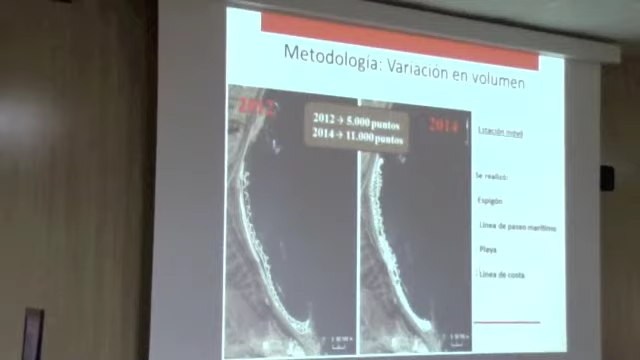 Metodología: Variación en volumen
2012
2012 → 5.000 puntos
2014 → 11.000 puntos
2014
Estación móvil
Se realizó:
Espigón
Línea de paseo marítimo
Playa
Línea de costa